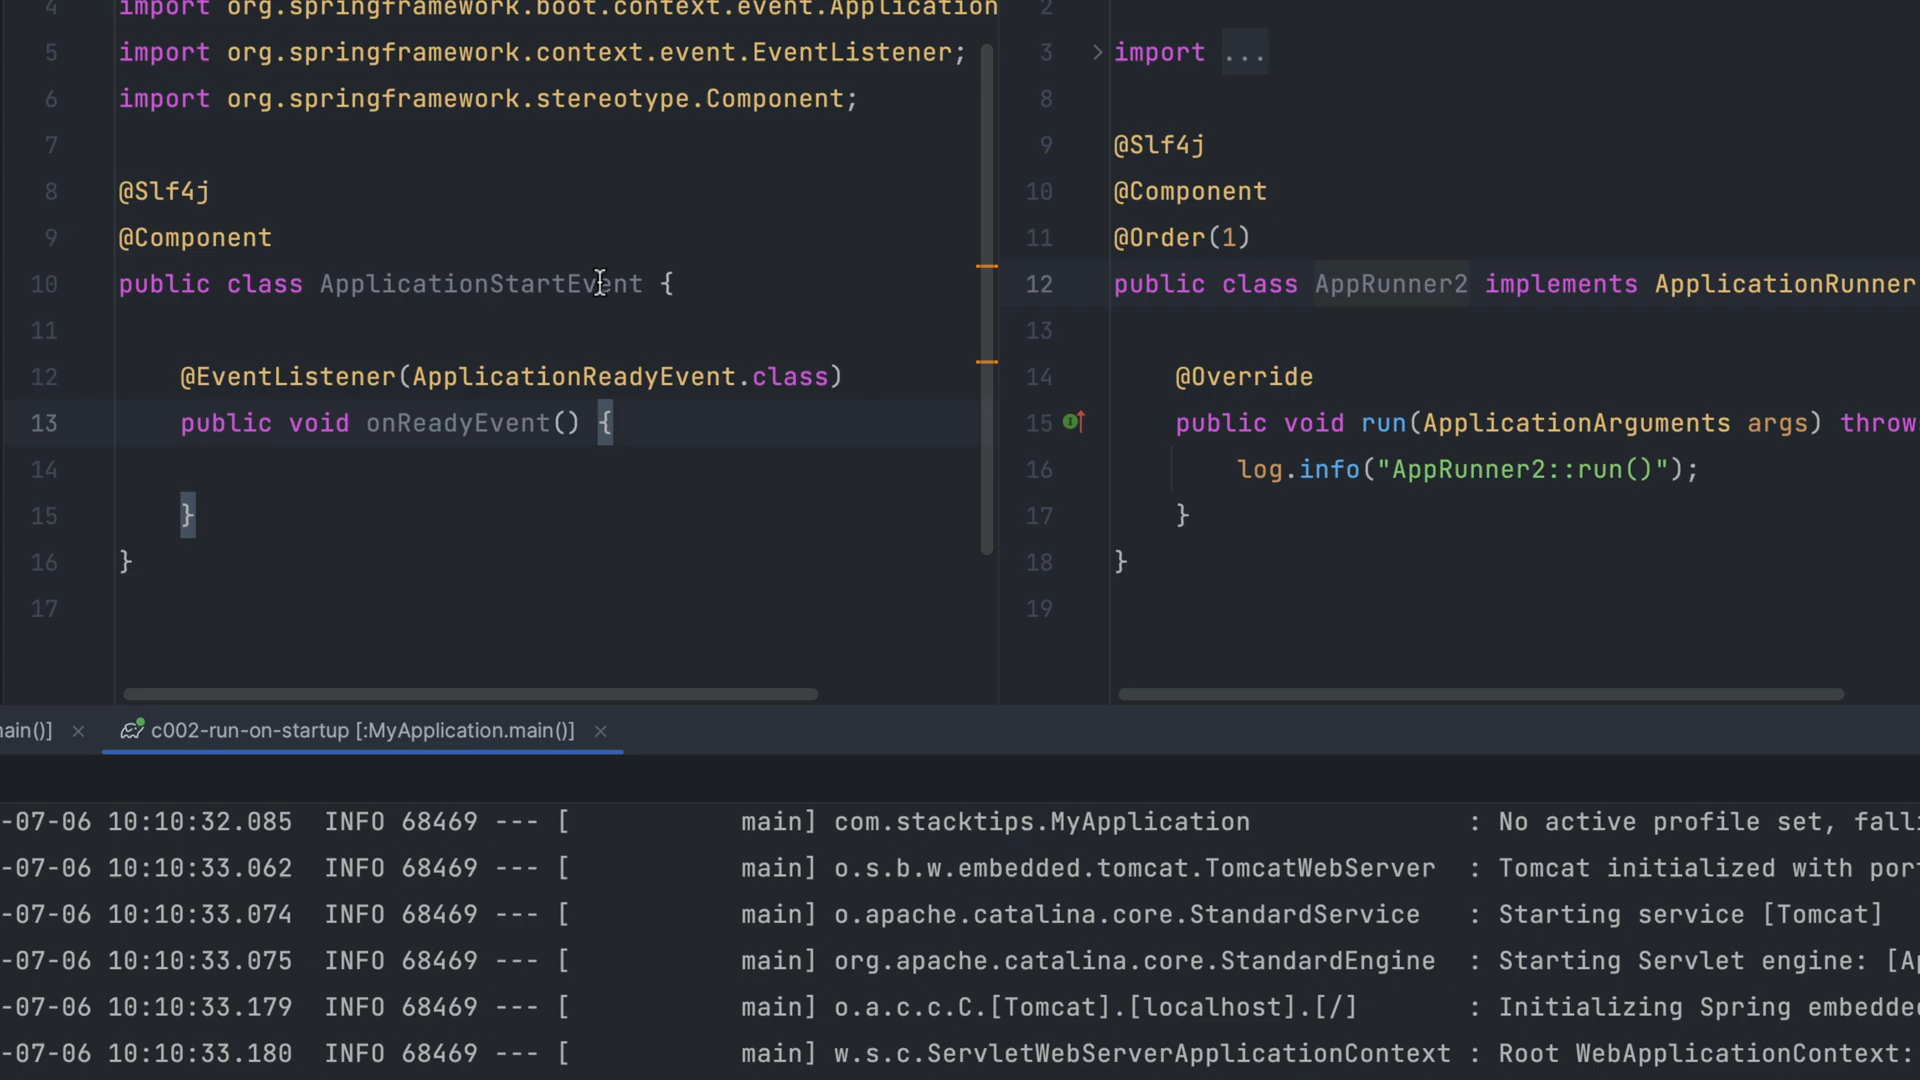 4 import org.springframework.boot.context.event.Application
5 import org.springframework.context.event.EventListener;
6 import org.springframework.stereotype.Component;
7
8 @Slf4j
9 @Component
10 public class ApplicationStartEvent {
11
12 @EventListener(ApplicationReadyEvent.class)
13 public void onReadyEvent() {
14
15 }
16 }
17
2
3 import ...
8
9 @Slf4j
10 @Component
11 @Order(1)
12 public class AppRunner2 implements ApplicationRunner
13
14 @Override
15 public void run(ApplicationArguments args) throws
16 log.info("AppRunner2::run()");
17 }
18 }
19
main()] × c002-run-on-startup [:MyApplication.main()] ×
-07-06 10:10:32.085 INFO 68469 --- [ main] com.stacktips.MyApplication : No active profile set, falli
-07-06 10:10:33.062 INFO 68469 --- [ main] o.s.b.w.embedded.tomcat.TomcatWebServer : Tomcat initialized with por
-07-06 10:10:33.074 INFO 68469 --- [ main] o.apache.catalina.core.StandardService : Starting service [Tomcat]
-07-06 10:10:33.075 INFO 68469 --- [ main] org.apache.catalina.core.StandardEngine : Starting Servlet engine: [Ap
-07-06 10:10:33.179 INFO 68469 --- [ main] o.a.c.c.C.[Tomcat].[localhost].[/] : Initializing Spring embedded
-07-06 10:10:33.180 INFO 68469 --- [ main] w.s.c.ServletWebServerApplicationContext : Root WebApplicationContext: